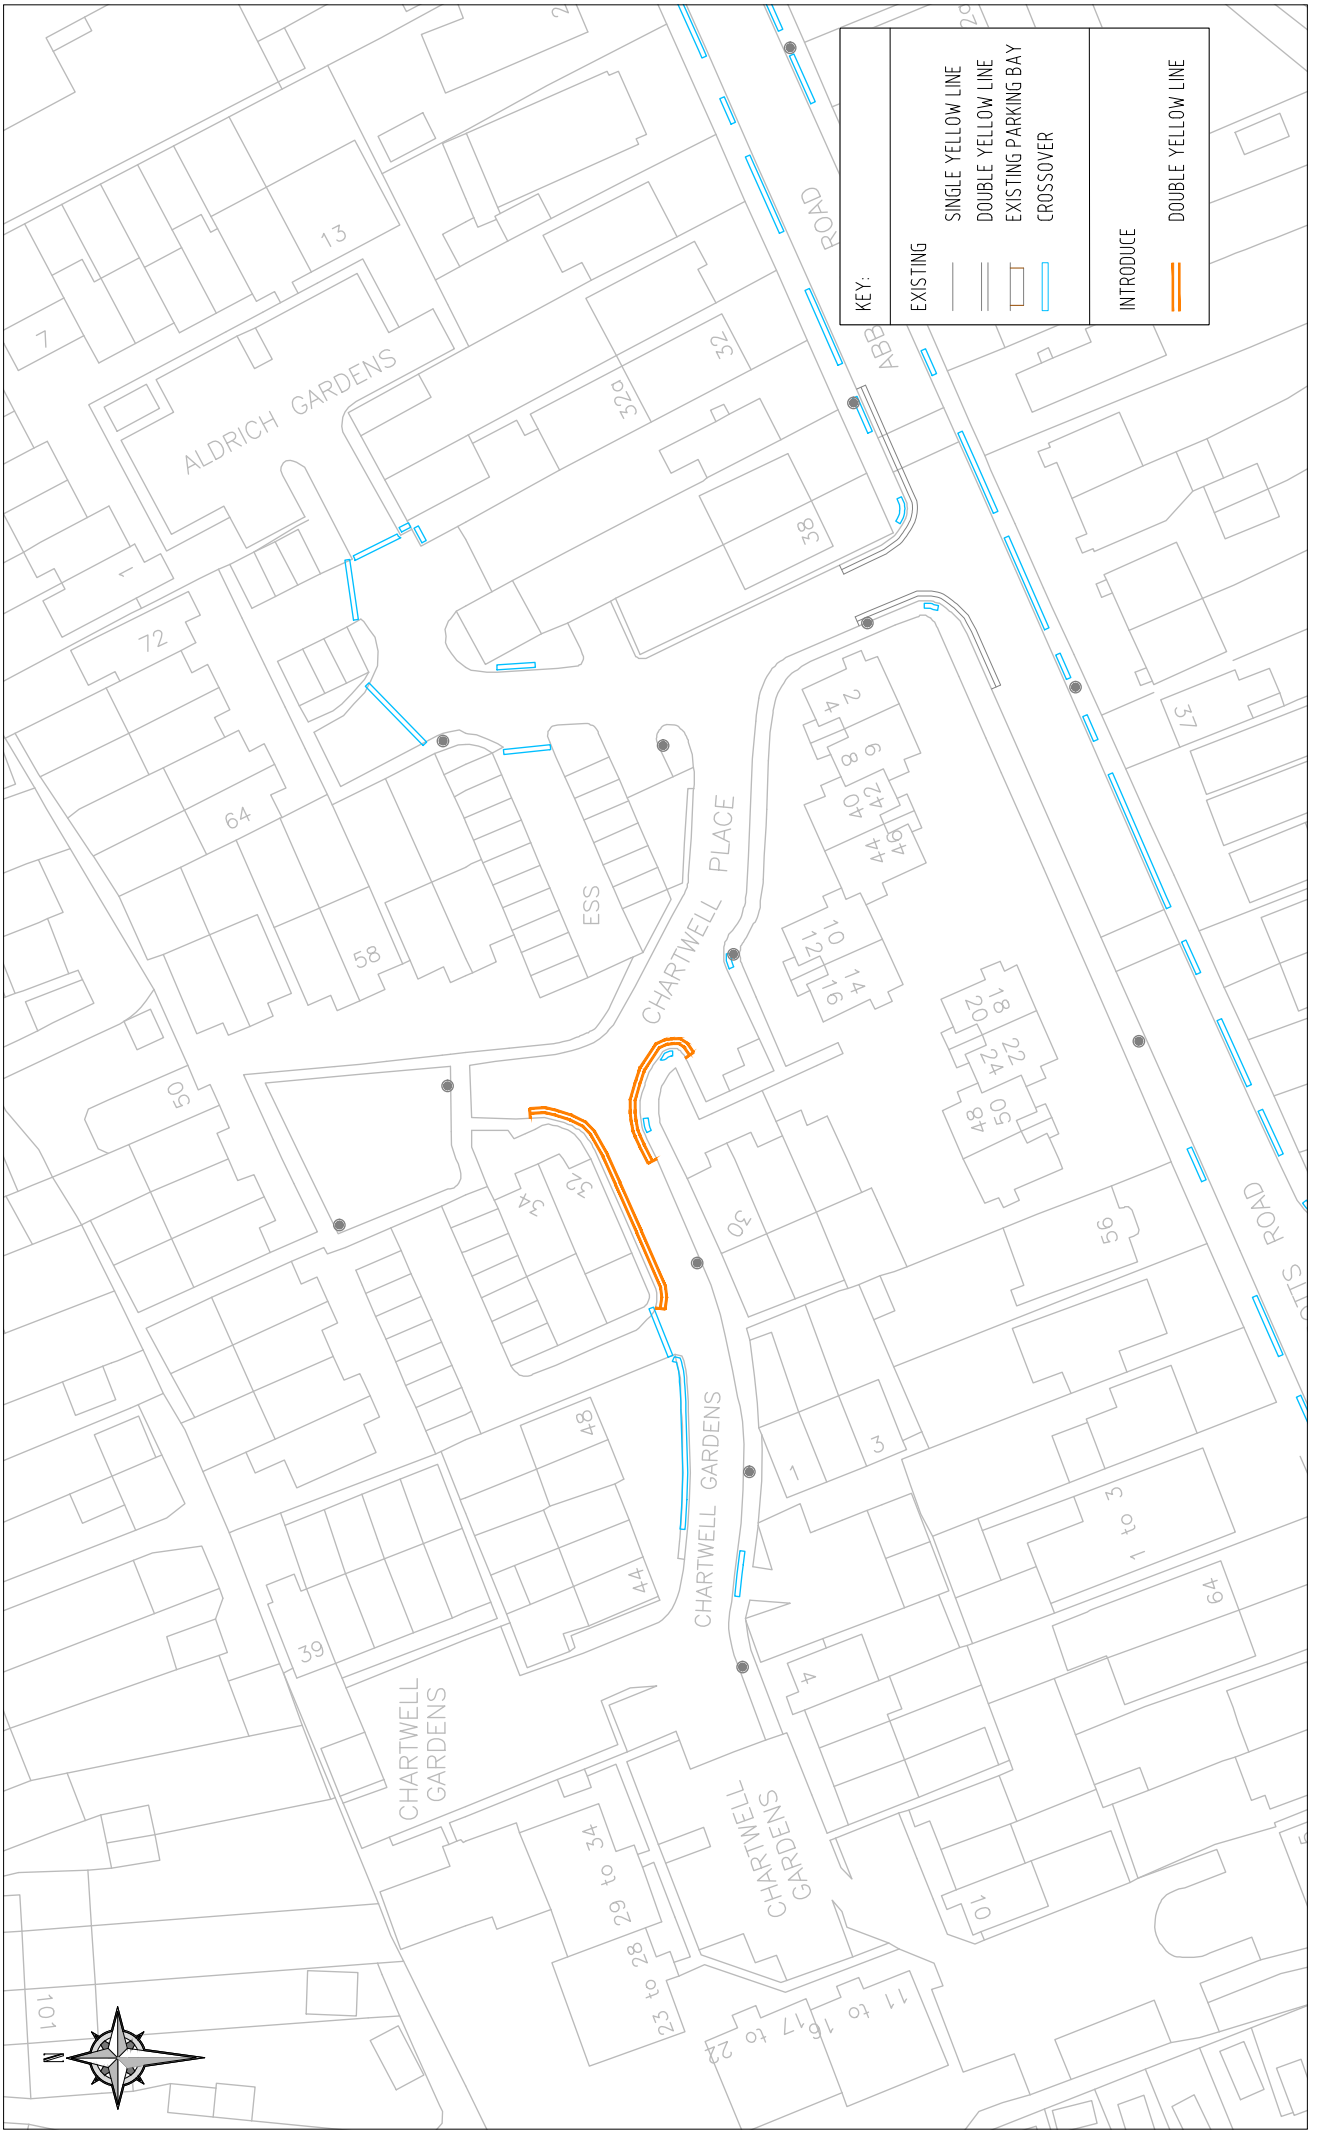 KEY:
EXISTING
SINGLE YELLOW LINE
DOUBLE YELLOW LINE
EXISTING PARKING BAY
CROSSOVER
INTRODUCE
DOUBLE YELLOW LINE
N
101
7
13
1
72
64
58
50
ALDRICH GARDENS
32
32a
38
ROAD
ABB
ESS
CHARTWELL PLACE
2
4
6
8
40
42
44
46
10
12
14
16
18
20
22
24
48
50
34
32
30
56
37
ROAD
CHARTWELL GARDENS
CHARTWELL GARDENS
48
44
39
1
3
1 to 3
64
4
10
CHARTWELL
GARDENS
CHARTWELL
GARDENS
29 to 34
23 to 28
17 to 22
11 to 16